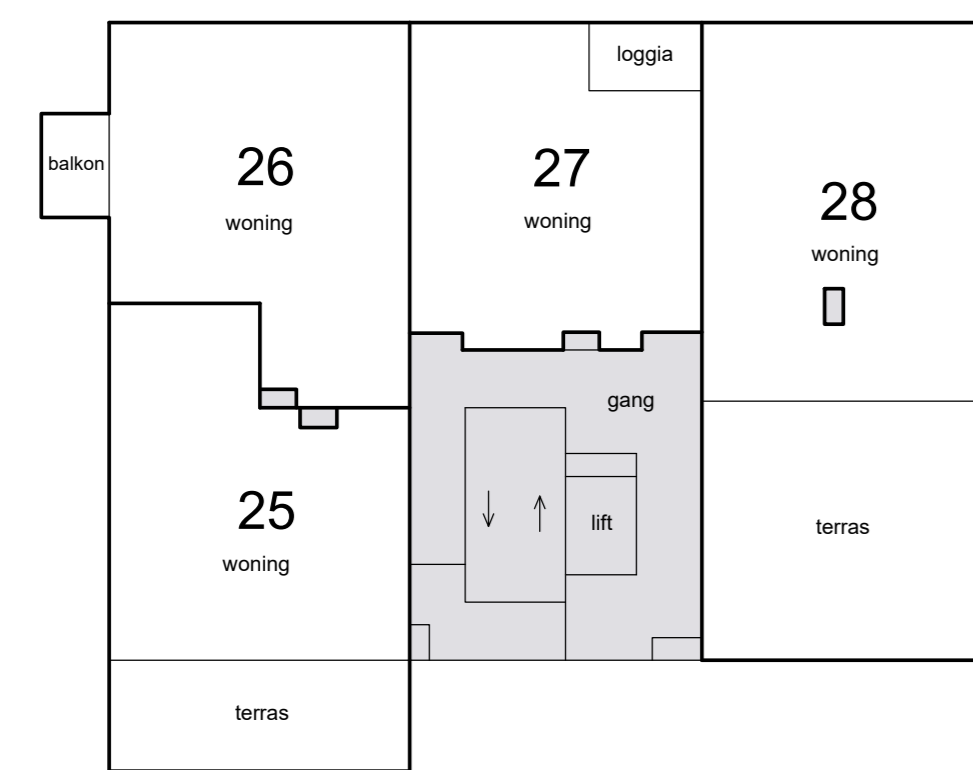 loggia
balkon
26
woning
27
woning
28
woning
gang
25
woning
lift
terras
terras